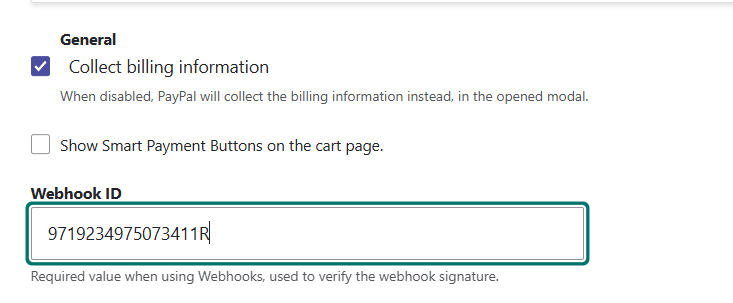 General
Collect billing information
When disabled, PayPal will collect the billing information instead, in the opened modal.
Show Smart Payment Buttons on the cart page.
Webhook ID
9719234975073411R
Required value when using Webhooks, used to verify the webhook signature.